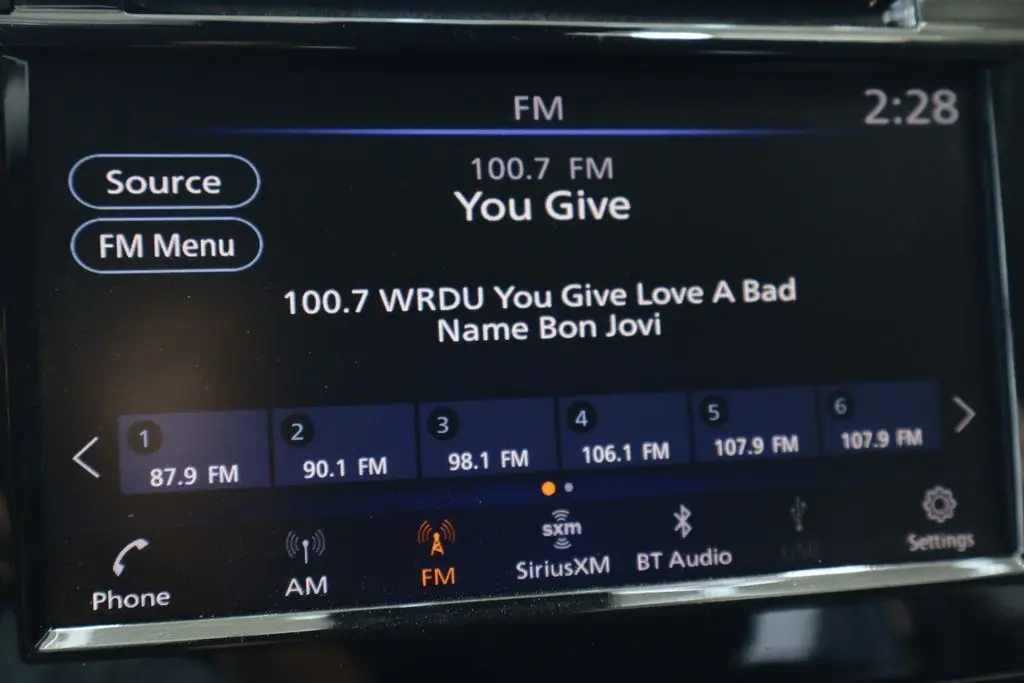 FM
2:28
Source
100.7 FM
You Give
FM Menu
100.7 WRDU You Give Love A Bad
Name Bon Jovi
1
2
3
4
5
6
87.9 FM
90.1 FM
98.1 FM
106.1 FM
107.9 FM
107.9 FM
sxm
Phone
AM
FM
SiriusXM
BT Audio
USB
Settings